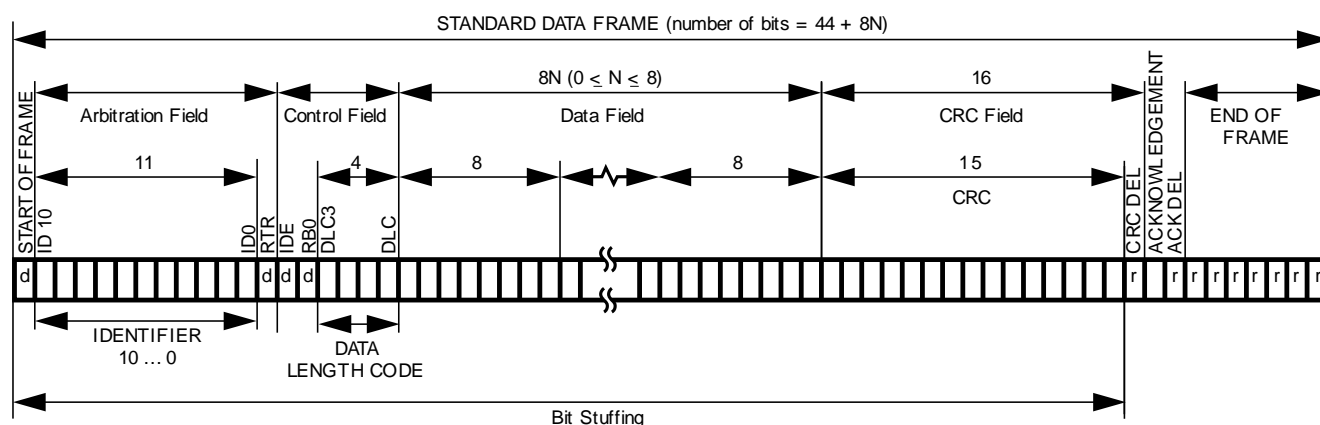 STANDARD DATA FRAME (number of bits = 44 + 8N)
8N (0 ≤ N ≤ 8)
16
Arbitration Field
Control Field
Data Field
CRC Field
END OF
FRAME
11
4
8
8
15
CRC
START OF FRAME
ID 10
ID0
RTR
IDE
RB0
DLC3
DLC
CRC DEL
ACKNOWLEDGEMENT
ACK DEL
d d d d r r r r r r r r r
IDENTIFIER
10 ... 0
DATA
LENGTH CODE
Bit Stuffing